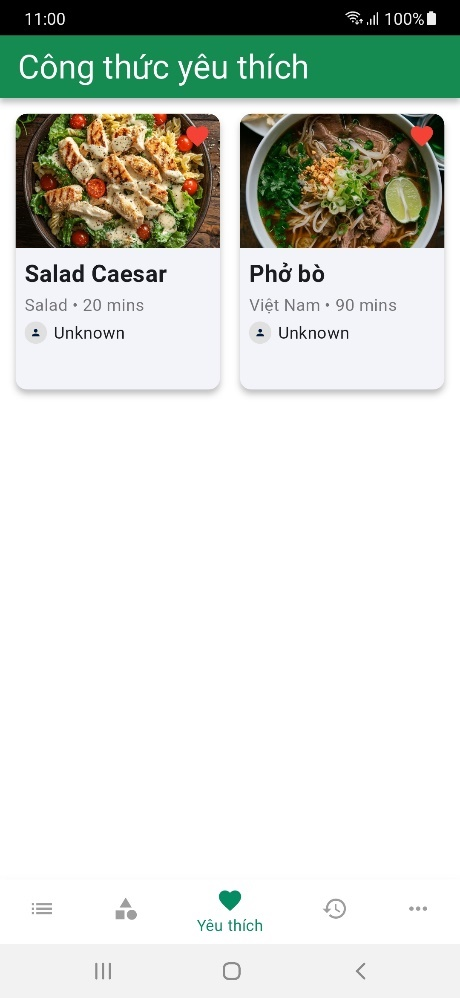 11:00
100%
Công thức yêu thích
Salad Caesar
Salad • 20 mins
Unknown
Phở bò
Việt Nam • 90 mins
Unknown
Yêu thích